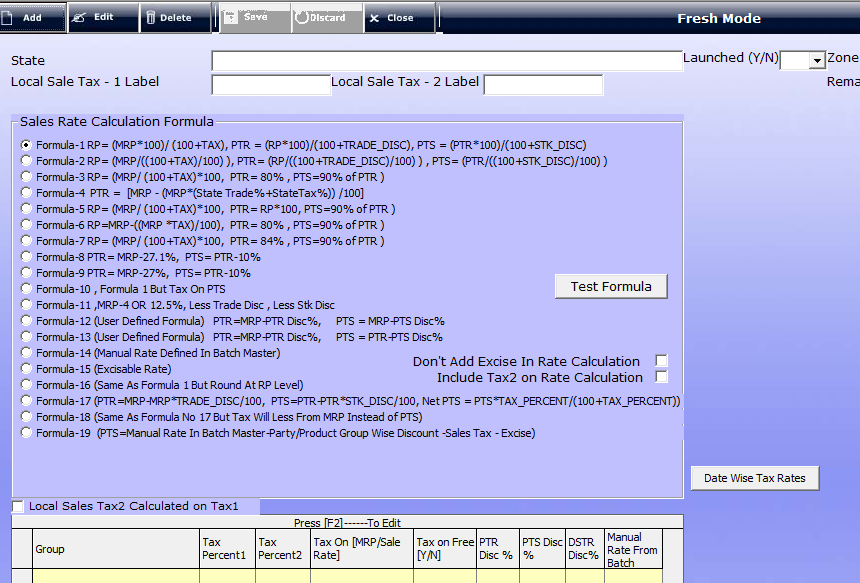 Add Edit Delete Save Discard Close Fresh Mode
State Launched (Y/N) Zone
Local Sale Tax - 1 Label Local Sale Tax - 2 Label Rema
Sales Rate Calculation Formula
Formula-1 RP= (MRP*100)/ (100+TAX), PTR = (RP*100)/(100+TRADE_DISC), PTS = (PTR*100)/(100+STK_DISC)
Formula-2 RP= (MRP/((100+TAX)/100) ), PTR= (RP/((100+TRADE_DISC)/100) ) , PTS= (PTR/((100+STK_DISC)/100) )
Formula-3 RP= (MRP/ (100+TAX)*100, PTR= 80% , PTS=90% of PTR )
Formula-4 PTR = [MRP - (MRP*(State Trade%+StateTax%)) /100]
Formula-5 RP= (MRP/ (100+TAX)*100, PTR= RP*100, PTS=90% of PTR )
Formula-6 RP=MRP-((MRP *TAX)/100), PTR= 80% , PTS=90% of PTR )
Formula-7 RP= (MRP/ (100+TAX)*100, PTR= 84% , PTS=90% of PTR )
Formula-8 PTR= MRP-27.1%, PTS= PTR-10%
Formula-9 PTR= MRP-27%, PTS= PTR-10%
Formula-10 , Formula 1 But Tax On PTS
Test Formula
Formula-11 ,MRP-4 OR 12.5%, Less Trade Disc , Less Stk Disc
Formula-12 (User Defined Formula) PTR=MRP-PTR Disc%, PTS = MRP-PTS Disc%
Formula-13 (User Defined Formula) PTR=MRP-PTR Disc%, PTS = PTR-PTS Disc%
Formula-14 (Manual Rate Defined In Batch Master)
Don't Add Excise In Rate Calculation
Formula-15 (Excisable Rate)
Include Tax2 on Rate Calculation
Formula-16 (Same As Formula 1 But Round At RP Level)
Formula-17 (PTR=MRP-MRP*TRADE_DISC/100, PTS=PTR-PTR*STK_DISC/100, Net PTS = PTS*TAX_PERCENT/(100+TAX_PERCENT))
Formula-18 (Same As Formula No 17 But Tax Will Less From MRP Instead of PTS)
Formula-19 (PTS=Manual Rate In Batch Master-Party/Product Group Wise Discount -Sales Tax - Excise)
Date Wise Tax Rates
Local Sales Tax2 Calculated on Tax1
Press [F2]------To Edit
Group
Tax Percent1
Tax Percent2
Tax On [MRP/Sale Rate]
Tax on Free [Y/N]
PTR Disc %
PTS Disc %
DSTR Disc%
Manual Rate From Batch